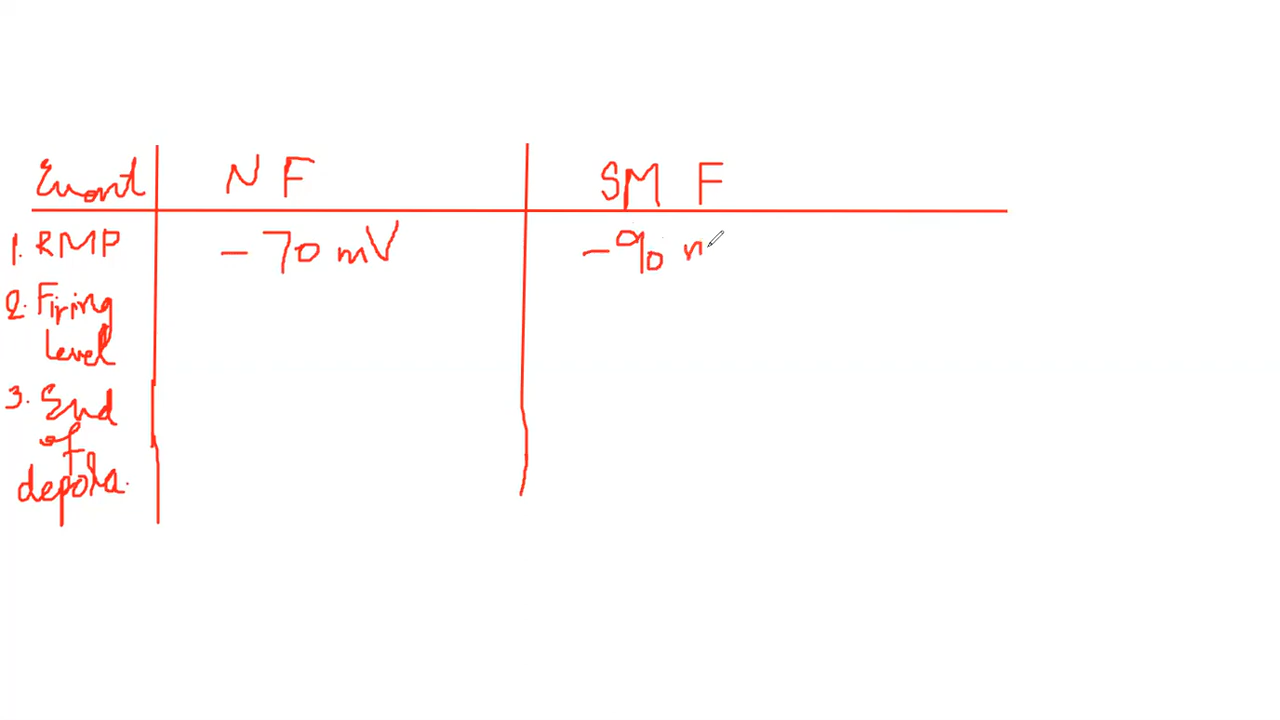 Event NF SM F
1. RMP -70 mV -90 m
2. Firing
level
3. End
of
depola.